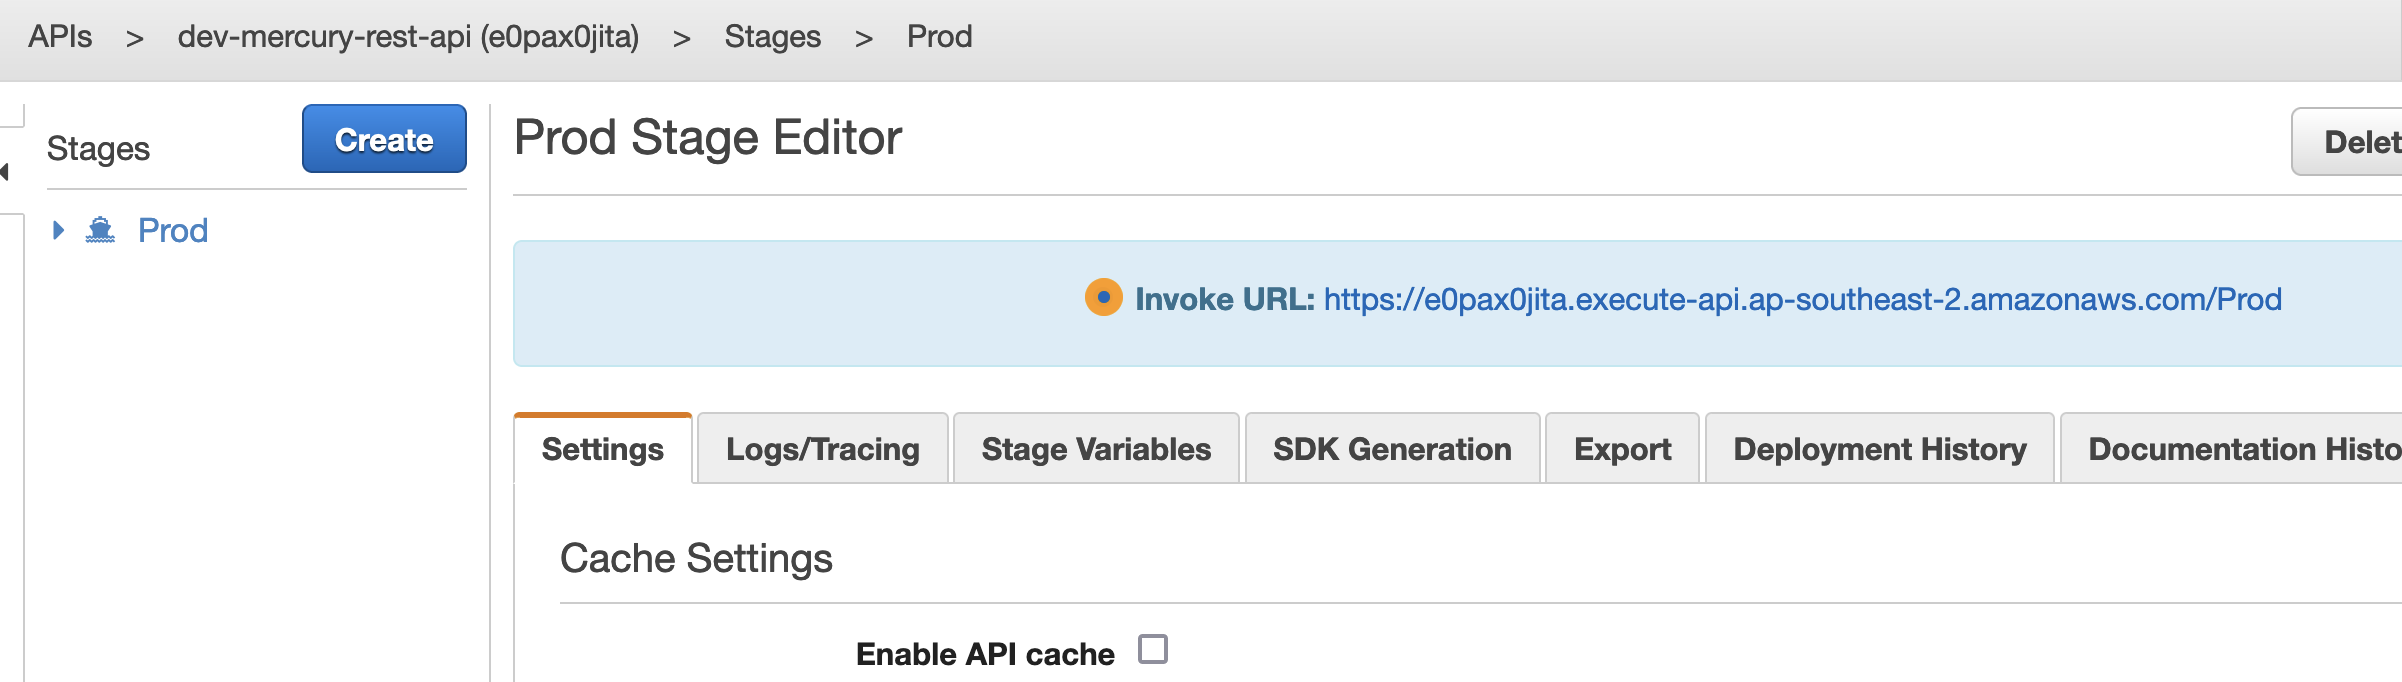 APIs > dev-mercury-rest-api (e0pax0jita) > Stages > Prod
Stages
Create
Prod
Prod Stage Editor
Delet
Invoke URL: https://e0pax0jita.execute-api.ap-southeast-2.amazonaws.com/Prod
Settings Logs/Tracing Stage Variables SDK Generation Export Deployment History Documentation Histo
Cache Settings
Enable API cache